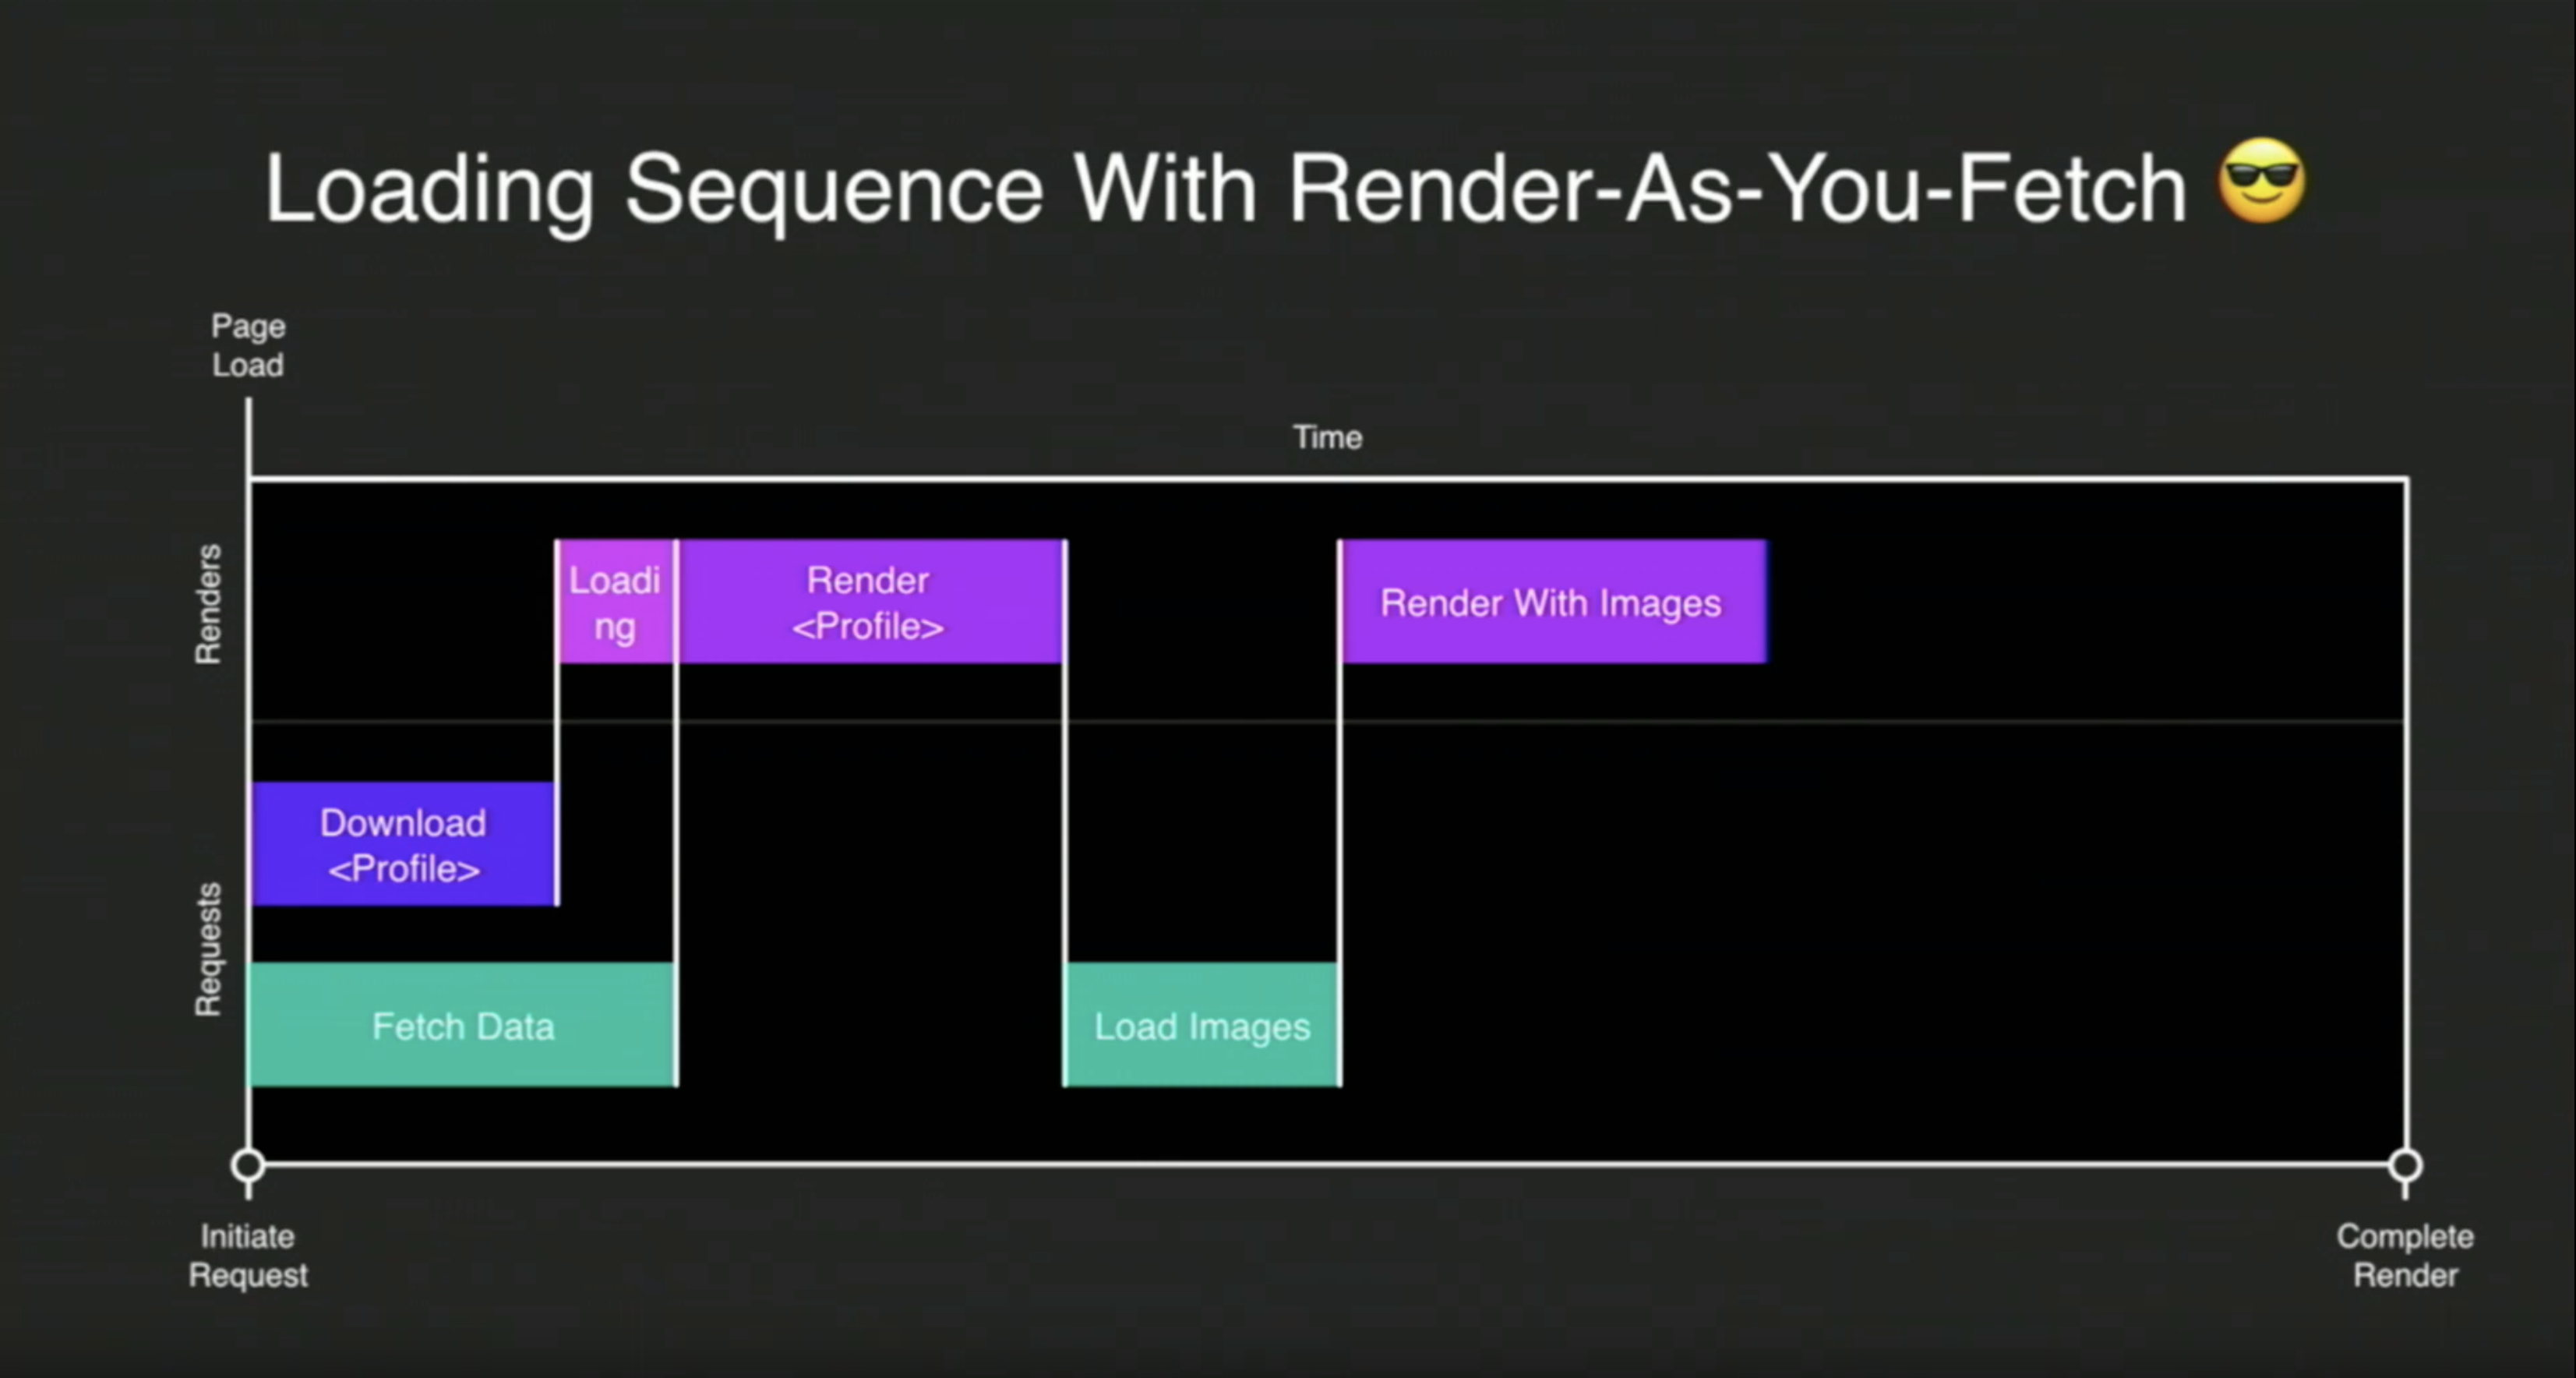 Loading Sequence With Render-As-You-Fetch 😎
Page
Load
Time
Renders
Loadi
ng
Render
<Profile>
Render With Images
Requests
Download
<Profile>
Fetch Data
Load Images
Initiate
Request
Complete
Render